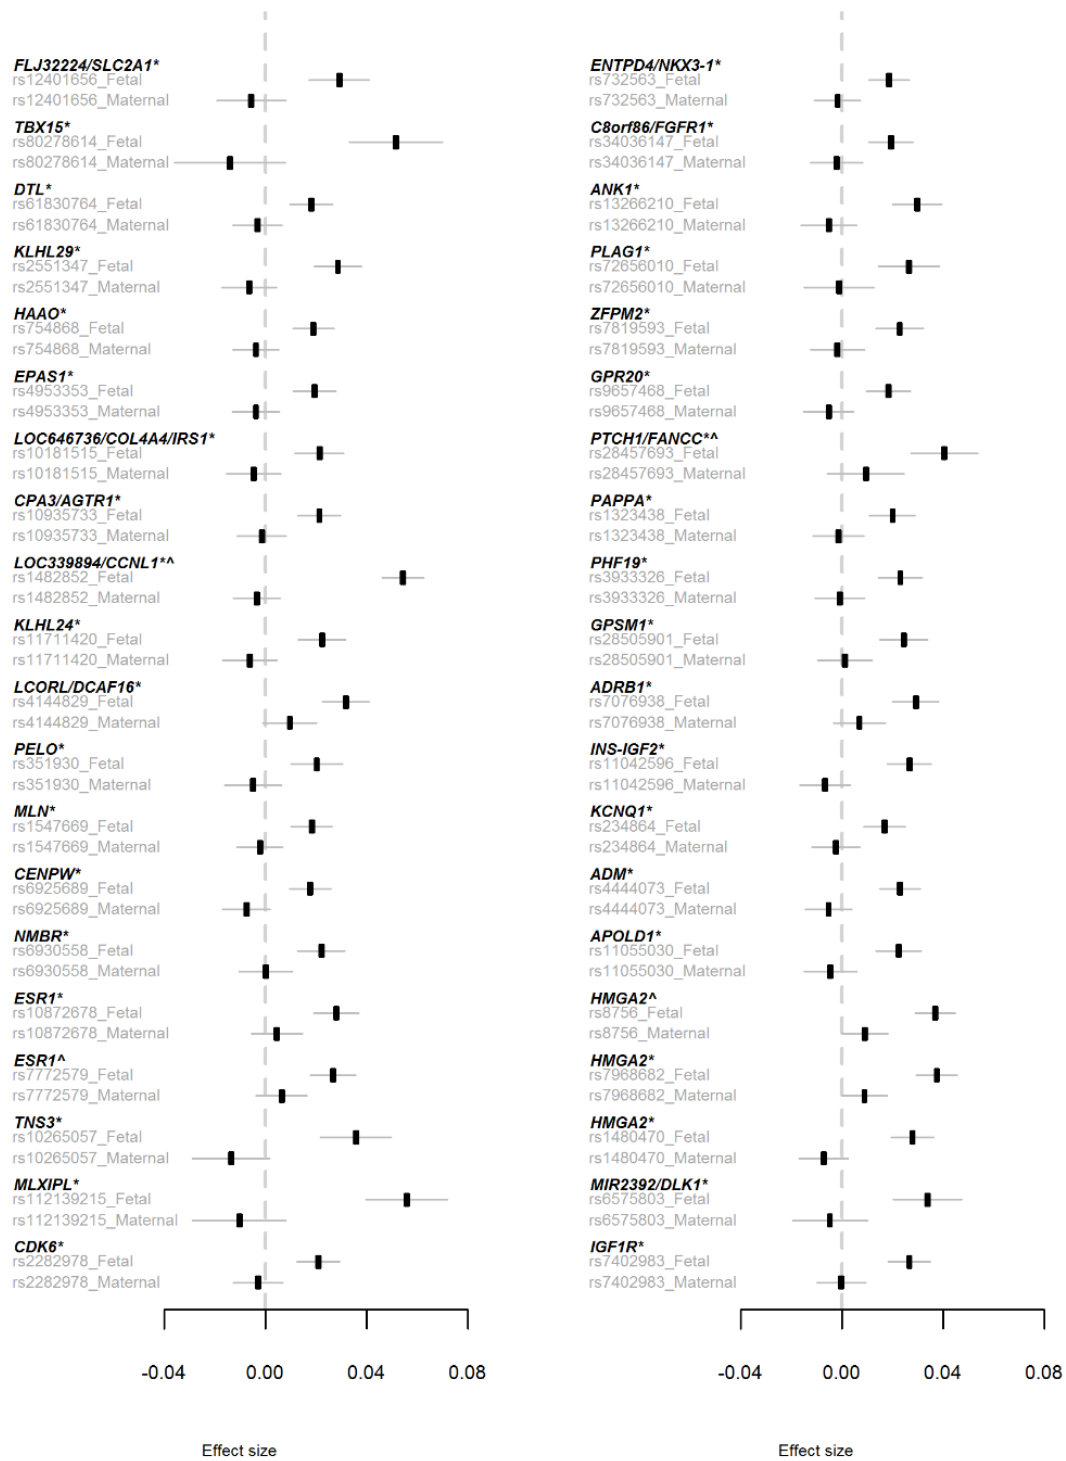 FLJ32224/SLC2A1*
rs12401656_Fetal
rs12401656_Maternal
TBX15*
rs80278614_Fetal
rs80278614_Maternal
DTL*
rs61830764_Fetal
rs61830764_Maternal
KLHL29*
rs2551347_Fetal
rs2551347_Maternal
HAAO*
rs754868_Fetal
rs754868_Maternal
EPAS1*
rs4953353_Fetal
rs4953353_Maternal
LOC646736/COL4A4/IRS1*
rs10181515_Fetal
rs10181515_Maternal
CPA3/AGTR1*
rs10935733_Fetal
rs10935733_Maternal
LOC339894/CCNL1*^
rs1482852_Fetal
rs1482852_Maternal
KLHL24*
rs11711420_Fetal
rs11711420_Maternal
LCORL/DCAF16*
rs4144829_Fetal
rs4144829_Maternal
PELO*
rs351930_Fetal
rs351930_Maternal
MLN*
rs1547669_Fetal
rs1547669_Maternal
CENPW*
rs6925689_Fetal
rs6925689_Maternal
NMBR*
rs6930558_Fetal
rs6930558_Maternal
ESR1*
rs10872678_Fetal
rs10872678_Maternal
ESR1^
rs7772579_Fetal
rs7772579_Maternal
TNS3*
rs10265057_Fetal
rs10265057_Maternal
MLXIPL*
rs112139215_Fetal
rs112139215_Maternal
CDK6*
rs2282978_Fetal
rs2282978_Maternal
-0.04 0.00 0.04 0.08
Effect size
ENTPD4/NKX3-1*
rs732563_Fetal
rs732563_Maternal
C8orf86/FGFR1*
rs34036147_Fetal
rs34036147_Maternal
ANK1*
rs13266210_Fetal
rs13266210_Maternal
PLAG1*
rs72656010_Fetal
rs72656010_Maternal
ZFPM2*
rs7819593_Fetal
rs7819593_Maternal
GPR20*
rs9657468_Fetal
rs9657468_Maternal
PTCH1/FANCC*^
rs28457693_Fetal
rs28457693_Maternal
PAPPA*
rs1323438_Fetal
rs1323438_Maternal
PHF19*
rs3933326_Fetal
rs3933326_Maternal
GPSM1*
rs28505901_Fetal
rs28505901_Maternal
ADRB1*
rs7076938_Fetal
rs7076938_Maternal
INS-IGF2*
rs11042596_Fetal
rs11042596_Maternal
KCNQ1*
rs234864_Fetal
rs234864_Maternal
ADM*
rs4444073_Fetal
rs4444073_Maternal
APOLD1*
rs11055030_Fetal
rs11055030_Maternal
HMGA2^
rs8756_Fetal
rs8756_Maternal
HMGA2*
rs7968682_Fetal
rs7968682_Maternal
HMGA2*
rs1480470_Fetal
rs1480470_Maternal
MIR2392/DLK1*
rs6575803_Fetal
rs6575803_Maternal
IGF1R*
rs7402983_Fetal
rs7402983_Maternal
-0.04 0.00 0.04 0.08
Effect size